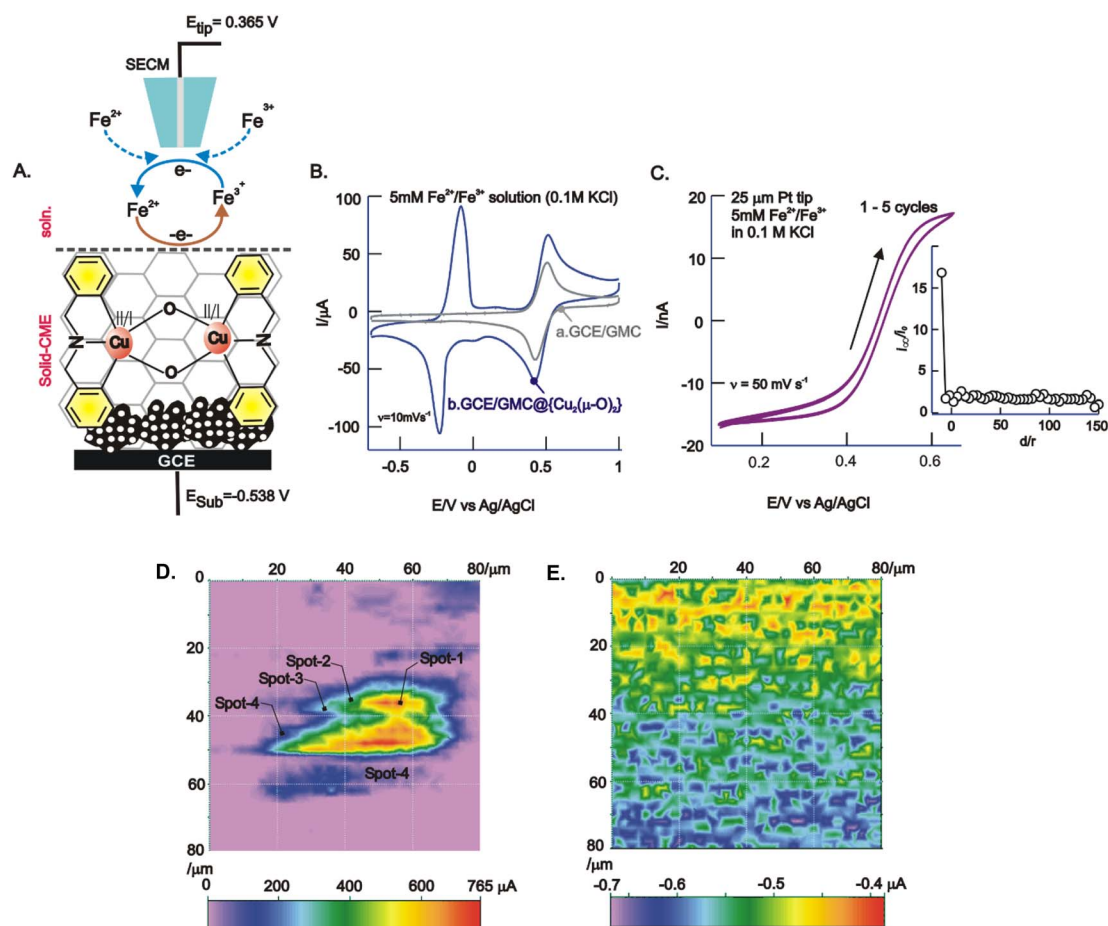 A.
E_tip = 0.365 V
SECM
Fe²⁺
Fe³⁺
e-
Fe²⁺
Fe³⁺
-e-
soln.
Solid-CME
II/I
II/I
O
N
Cu
Cu
N
O
GCE
E_Sub=-0.538 V
B.
5mM Fe²⁺/Fe³⁺ solution (0.1M KCl)
100
50
0
-50
-100
I/µA
a.GCE/GMC
b.GCE/GMC@{Cu₂(µ-O)₂}
ν=10mVs⁻¹
-0.5
0
0.5
1
E/V vs Ag/AgCl
C.
25 µm Pt tip
5mM Fe²⁺/Fe³⁺
in 0.1 M KCl
1 - 5 cycles
20
10
0
-10
-20
I/nA
ν = 50 mV s⁻¹
0.2
0.4
0.6
E/V vs Ag/AgCl
20
15
10
5
0
I_∞/I₀
0
50
100
150
d/r
D.
20
40
60
80/µm
0
20
40
60
80
/µm
Spot-1
Spot-2
Spot-3
Spot-4
Spot-4
0
200
400
600
765 µA
E.
20
40
60
80/µm
0
20
40
60
80
/µm
-0.7
-0.6
-0.5
-0.4
µA